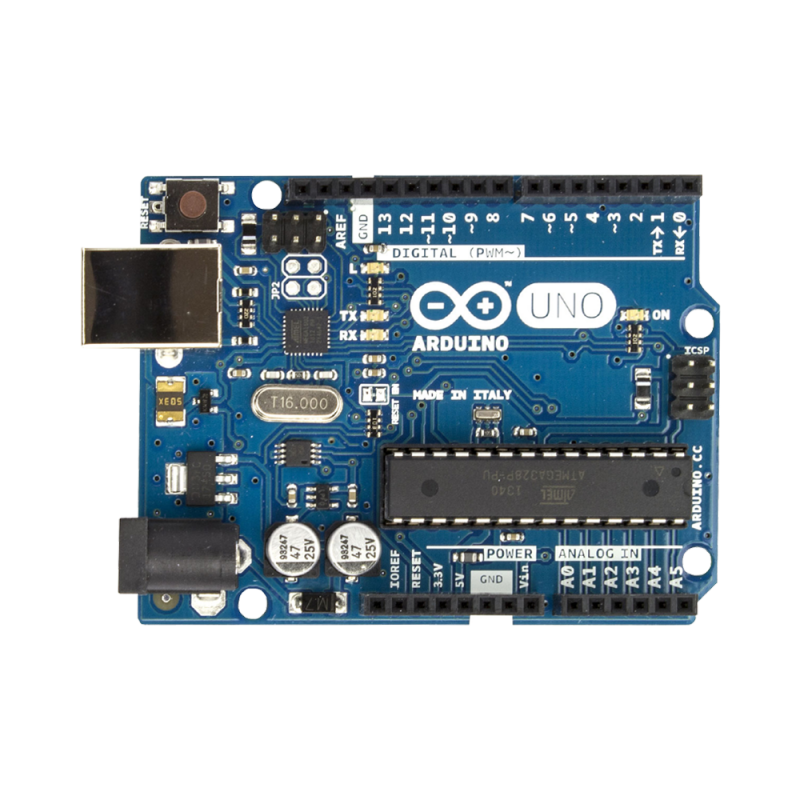 RESET
AREF
GND
13
12
~11
~10
~9
8
7
~6
~5
4
~3
2
TX→1
RX←0
DIGITAL (PWM~)
L
JP2
TX
RX
UNO
ARDUINO
ON
ICSP
T16.000
RESET EN
MADE IN ITALY
ATMEL
ATMEGA328P-PU
1340
ARDUINO.CC
47
25V
47
25V
M7
POWER
ANALOG IN
IOREF
RESET
3.3V
5V
GND
Vin
A0
A1
A2
A3
A4
A5